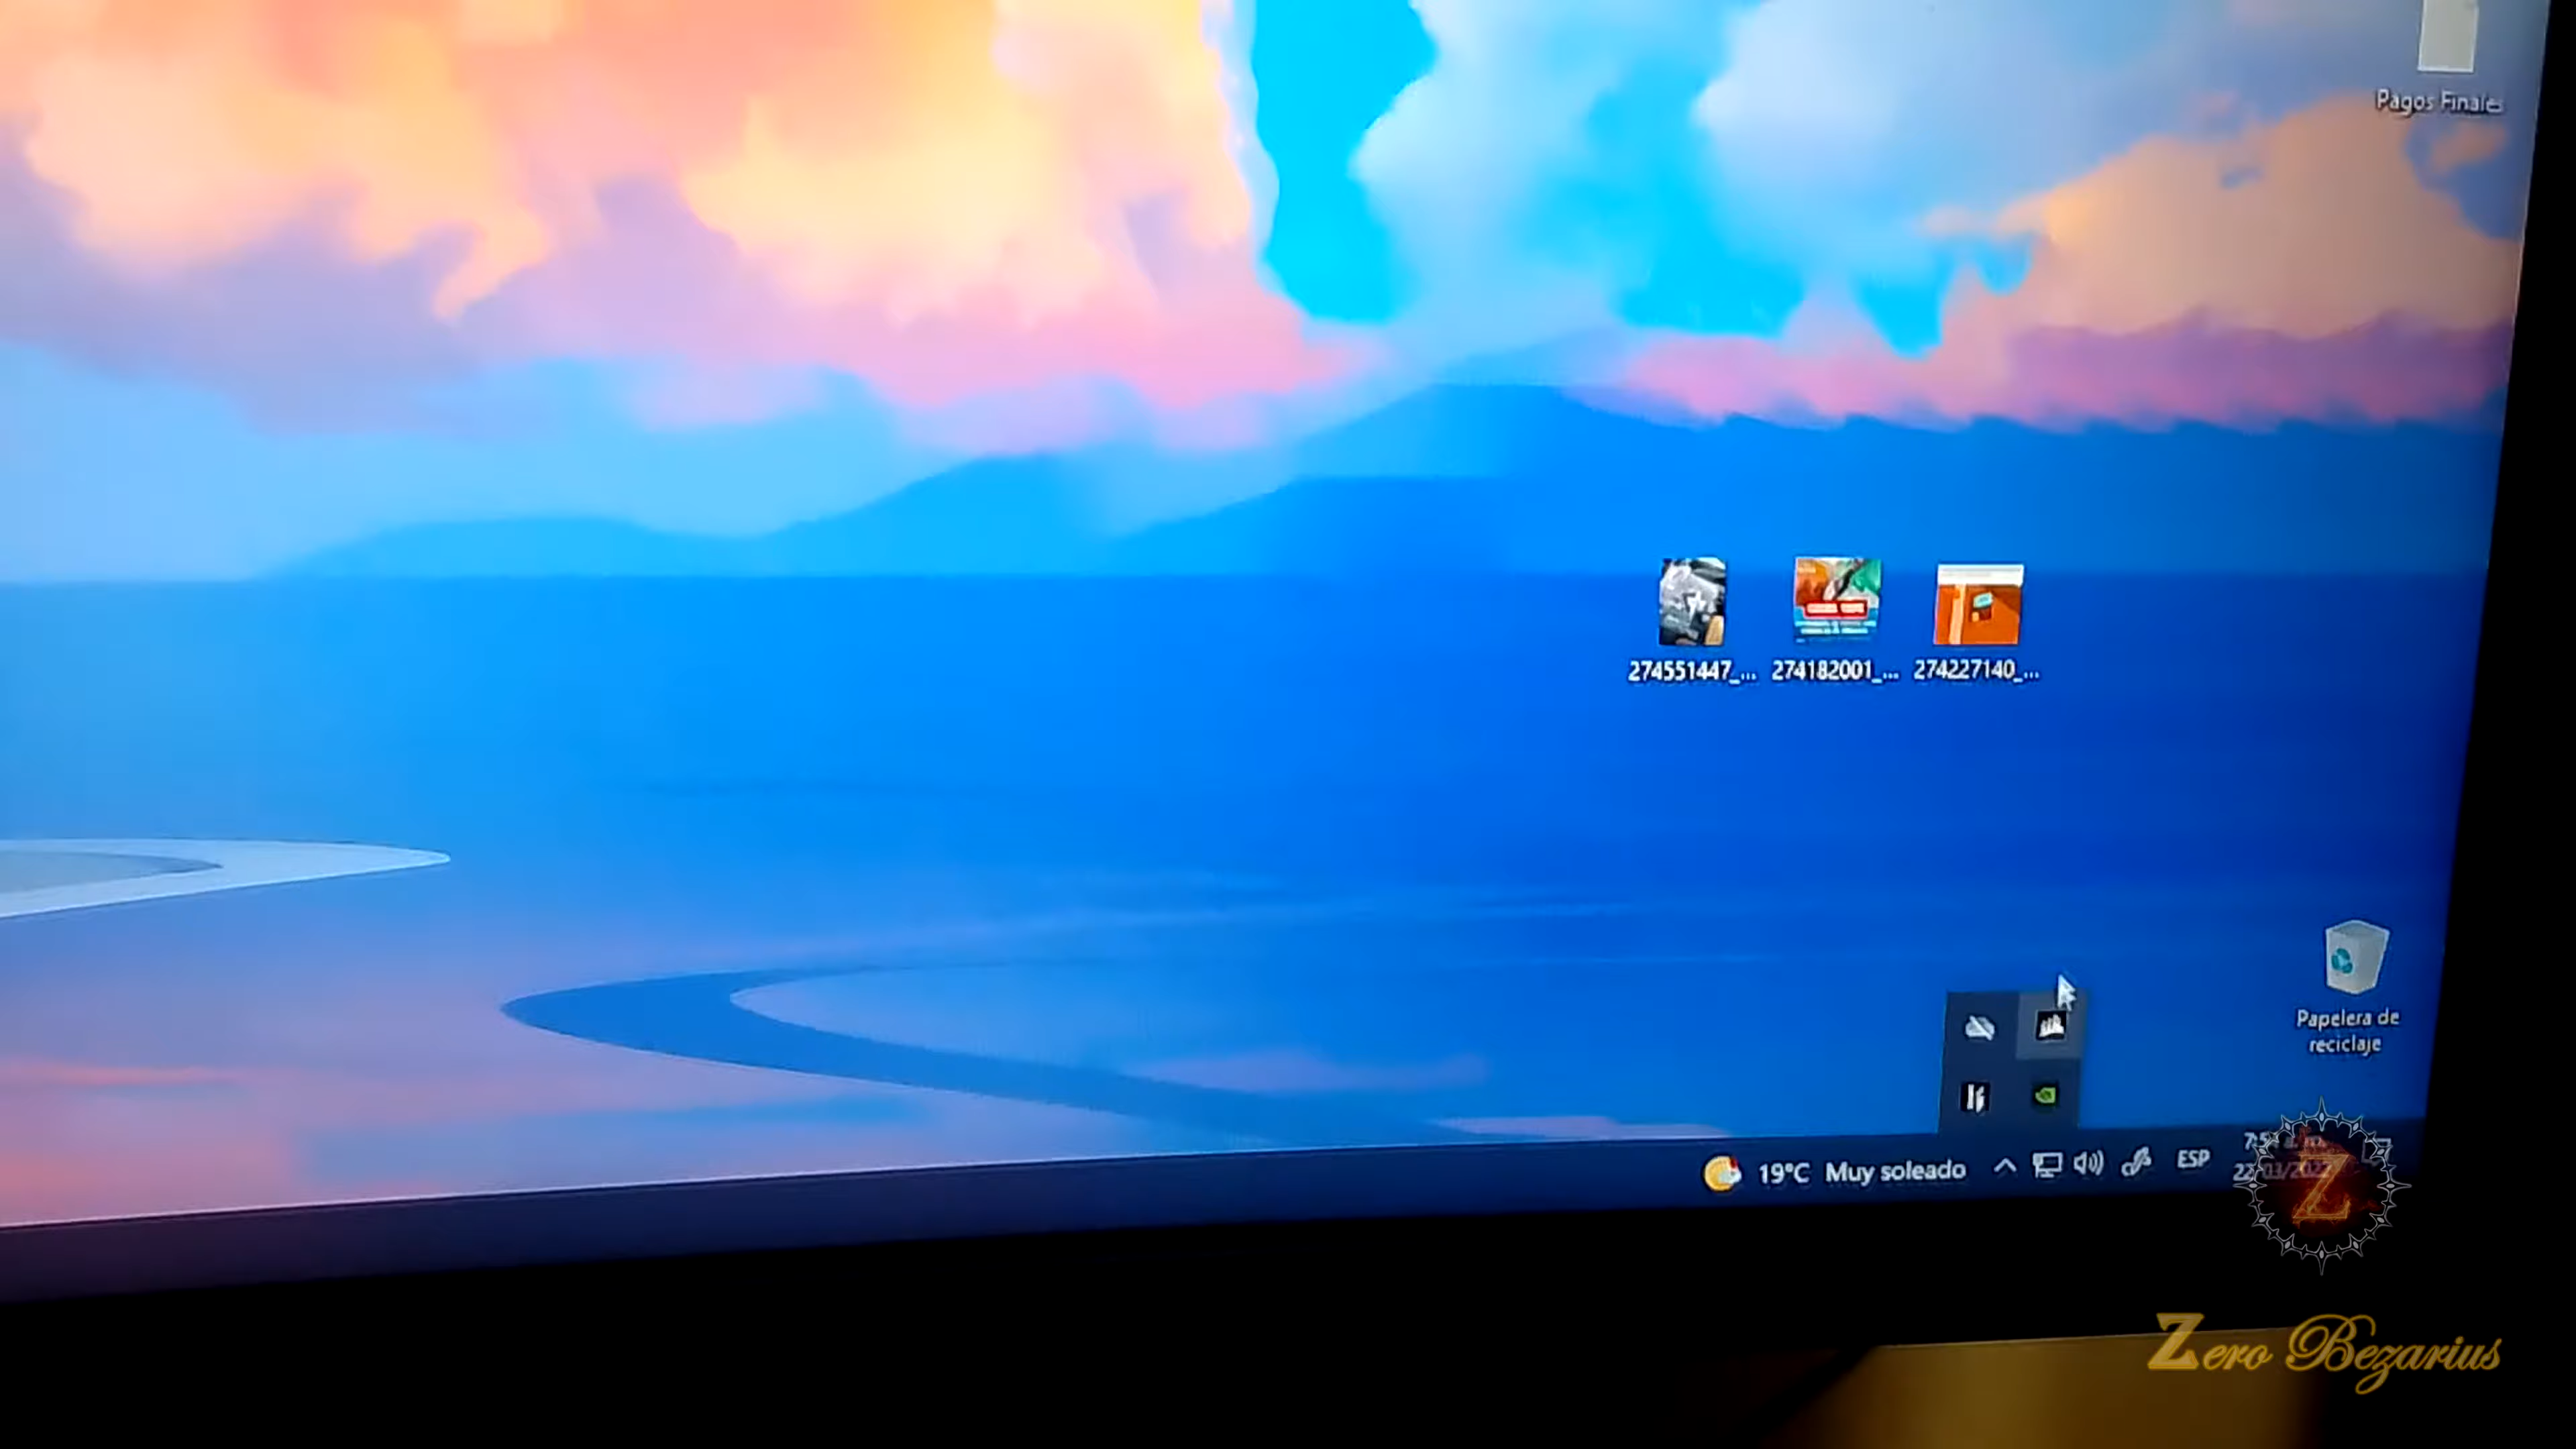 Pagos Finales
274551447_... 274182001_... 274227140_...
Papelera de
reciclaje
19°C Muy soleado
ESP
Z
Zero Bezarius